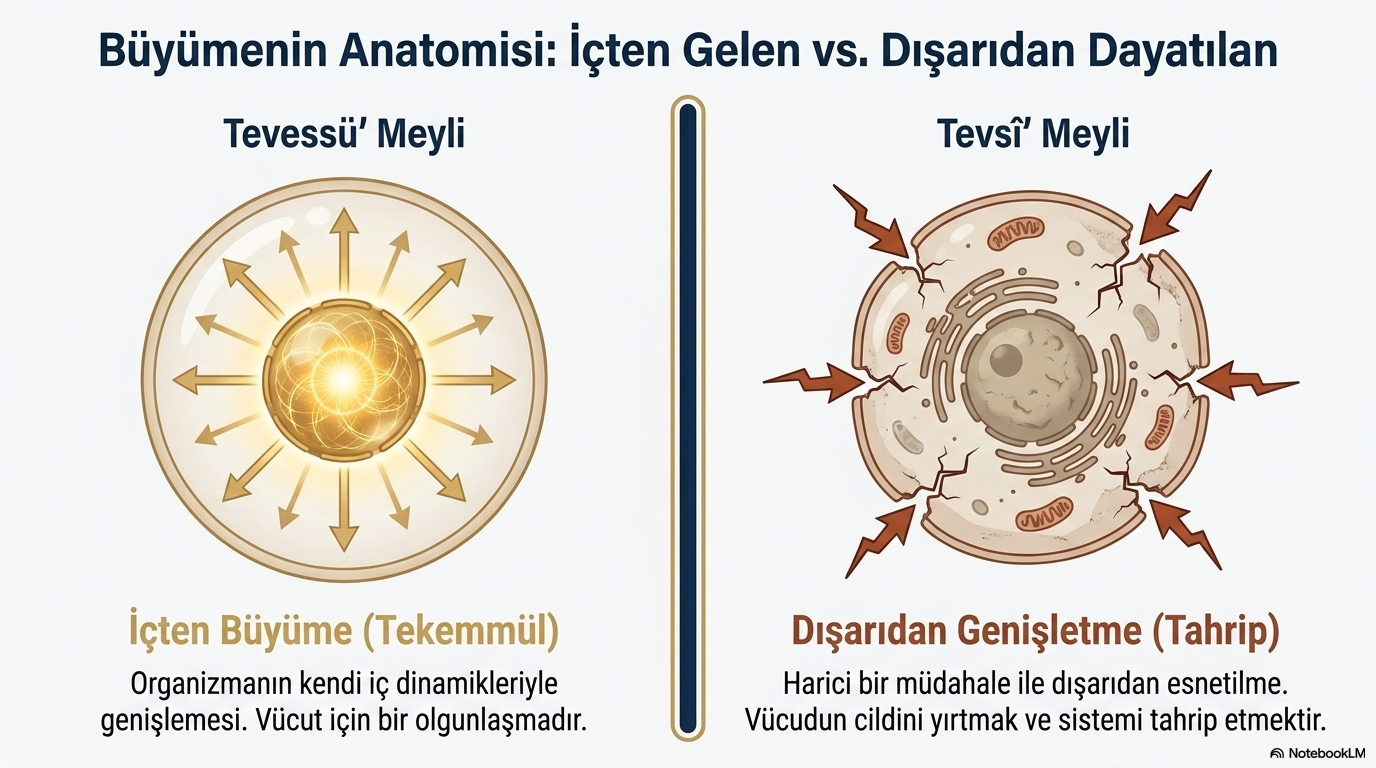 Büyümenin Anatomisi: İçten Gelen vs. Dışarıdan Dayatılan
Tevessü’ Meyli
İçten Büyüme (Tekemmül)
Organizmanın kendi iç dinamikleriyle
genişlemesi. Vücut için bir olgunlaşmadır.
Tevsî’ Meyli
Dışarıdan Genişletme (Tahrip)
Harici bir müdahale ile dışarıdan esnetilme.
Vücudun cildini yırtmak ve sistemi tahrip etmektir.
NotebookLM